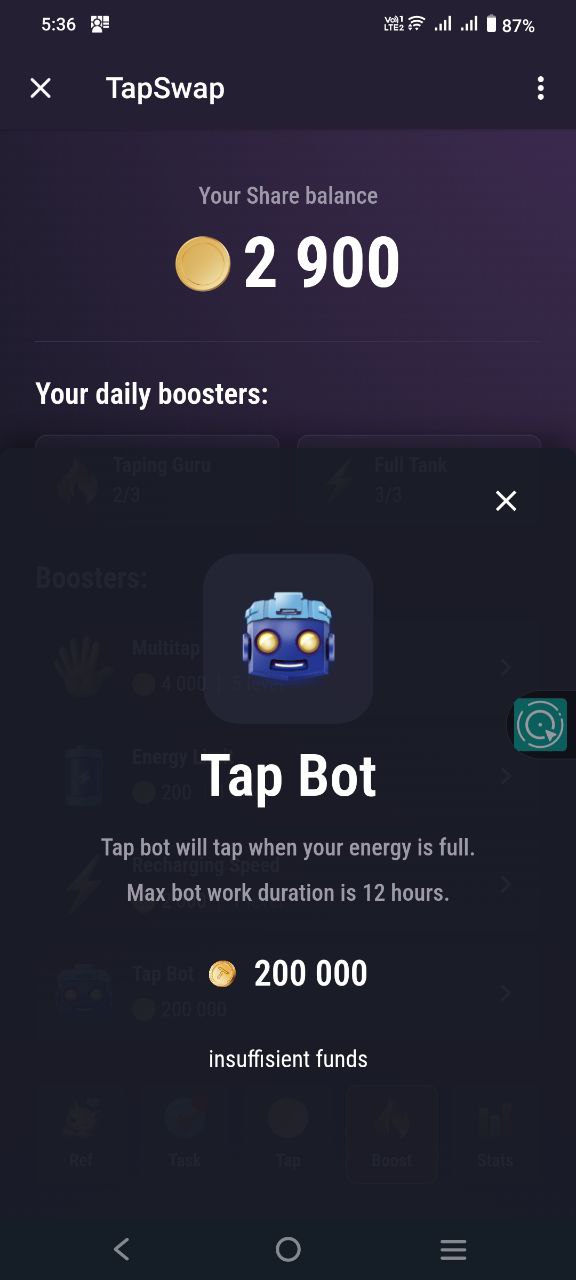 5:36
Vo))1
LTE2
87%
TapSwap
Your Share balance
2 900
Your daily boosters:
Taping Guru
Full Tank
2/3
3/3
Boosters:
Multitap
4 000
Energy
200
Tap Bot
Tap bot will tap when your energy is full.
Recharging Speed
Max bot work duration is 12 hours.
Tap Bot
200 000
200 000
insuffisient funds
Ref
Task
Tap
Boost
Stats